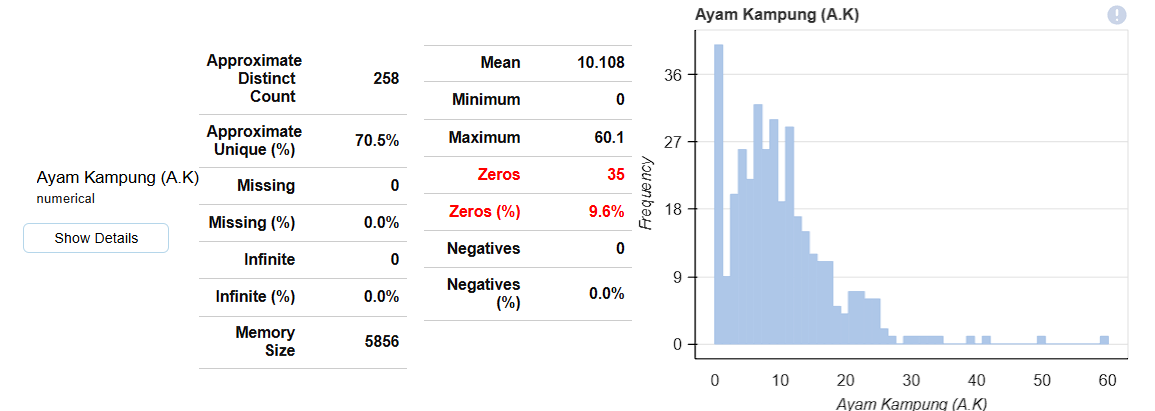 Ayam Kampung (A.K)
numerical
Show Details
Approximate
Distinct
Count
258
Approximate
Unique (%)
70.5%
Missing
0
Missing (%)
0.0%
Infinite
0
Infinite (%)
0.0%
Memory
Size
5856
Mean
10.108
Minimum
0
Maximum
60.1
Zeros
35
Zeros (%)
9.6%
Negatives
0
Negatives
(%)
0.0%
Ayam Kampung (A.K)
!
Frequency
36
27
18
9
0
0 10 20 30 40 50 60
Ayam Kampung (A.K)